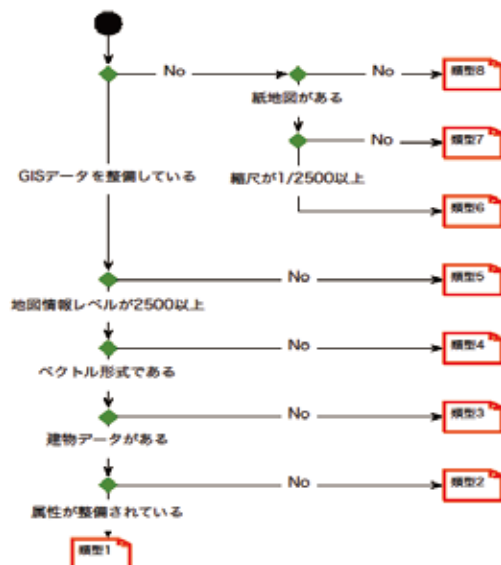 No
No
類型8
紙地図がある
No
類型7
GISデータを整備している
縮尺が1/2500以上
類型6
No
類型5
地図情報レベルが2500以上
No
類型4
ベクトル形式である
No
類型3
建物データがある
No
類型2
属性が整備されている
類型1